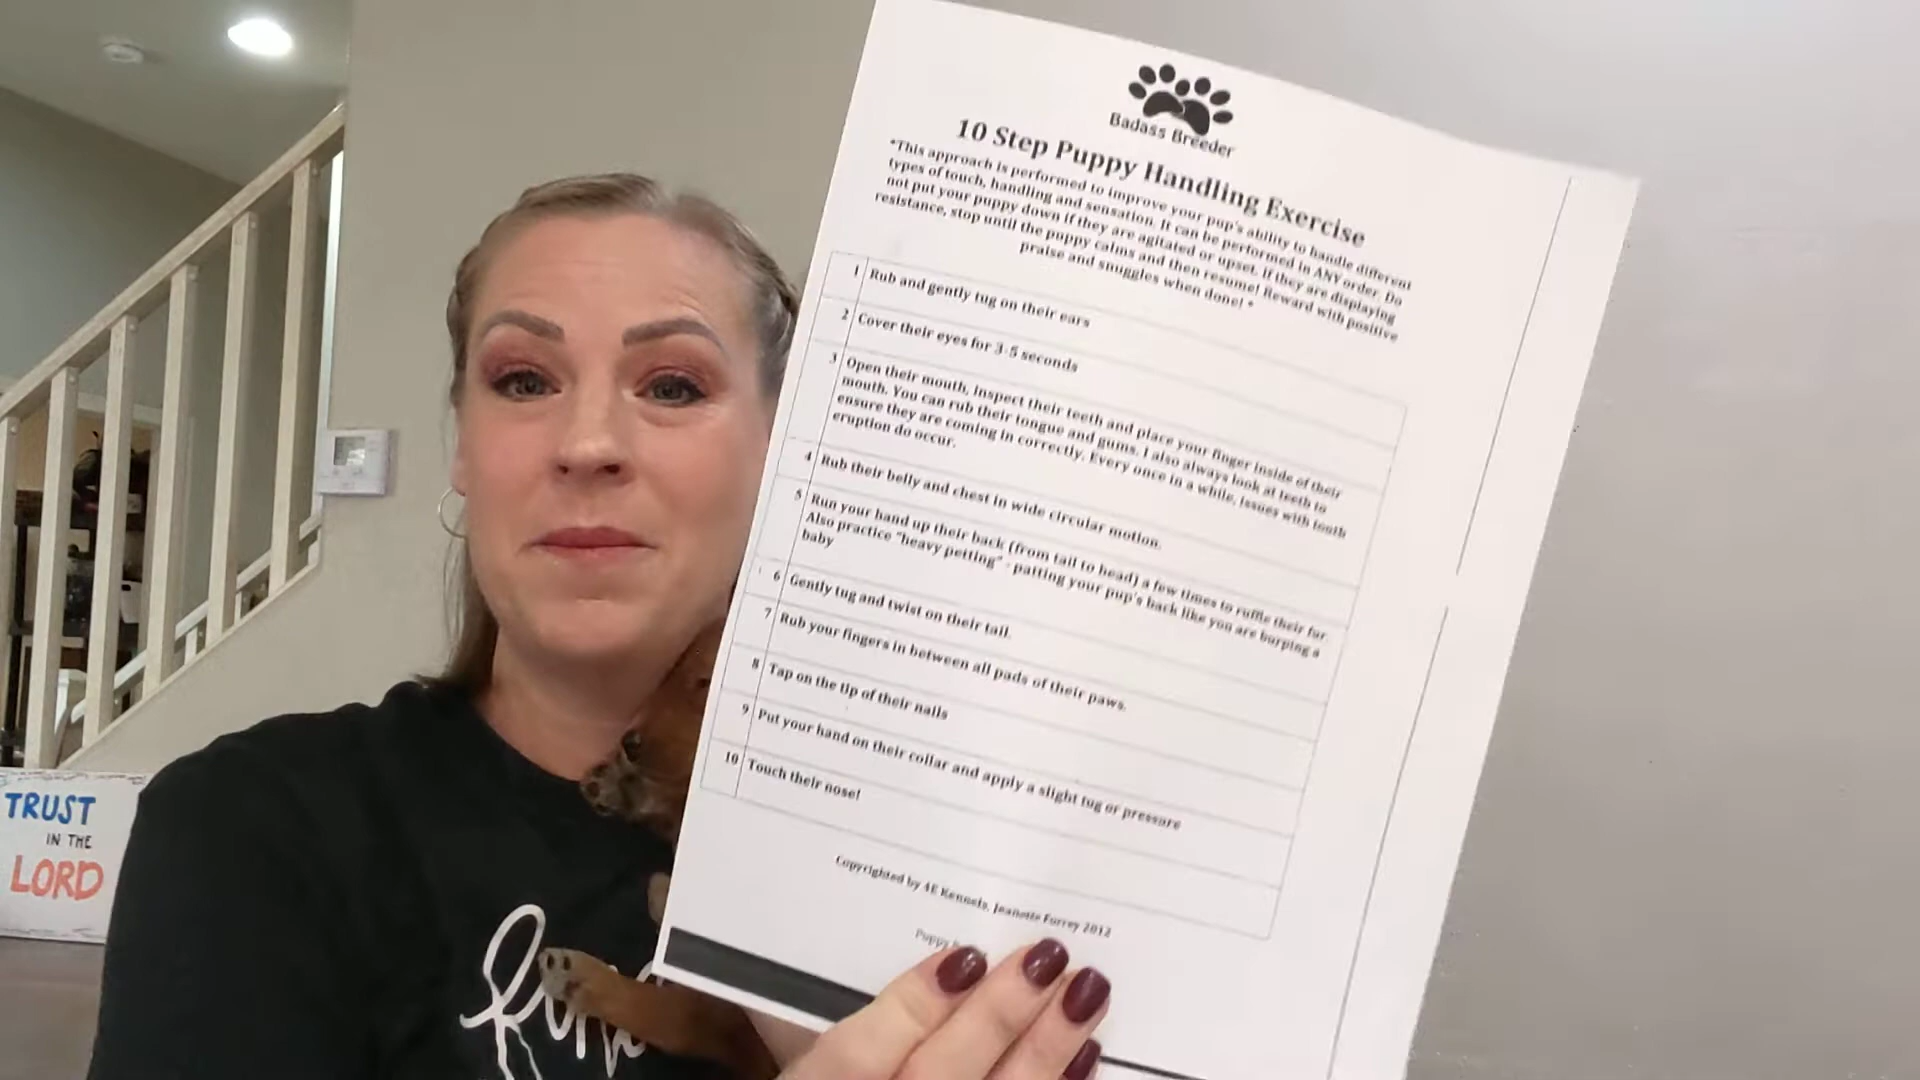 Badass Breeder
10 Step Puppy Handling Exercise
*This approach is performed to improve your pup's ability to handle different
types of touch, handling and sensation. It can be performed in ANY order. Do
not put your puppy down if they are agitated or upset. If they are displaying
resistance, stop until the puppy calms and then resume! Reward with positive
praise and snuggles when done! *
1 Rub and gently tug on their ears
2 Cover their eyes for 3-5 seconds
3 Open their mouth, inspect their teeth and place your finger inside of their
mouth. You can rub their tongue and gums. I also always look at teeth to
ensure they are coming in correctly. Every once in a while, issues with tooth
eruption do occur.
4 Rub their belly and chest in wide circular motion.
5 Run your hand up their back (from tail to head) a few times to ruffle their fur
Also practice "heavy petting" - patting your pup's back like you are burping a
baby
6 Gently tug and twist on their tail.
7 Rub your fingers in between all pads of their paws.
8 Tap on the tip of their nails
9 Put your hand on their collar and apply a slight tug or pressure
10 Touch their nose!
Copyrighted by 4E Kennels, Jeanette Forrey 2012
Puppy
TRUST
IN THE
LORD